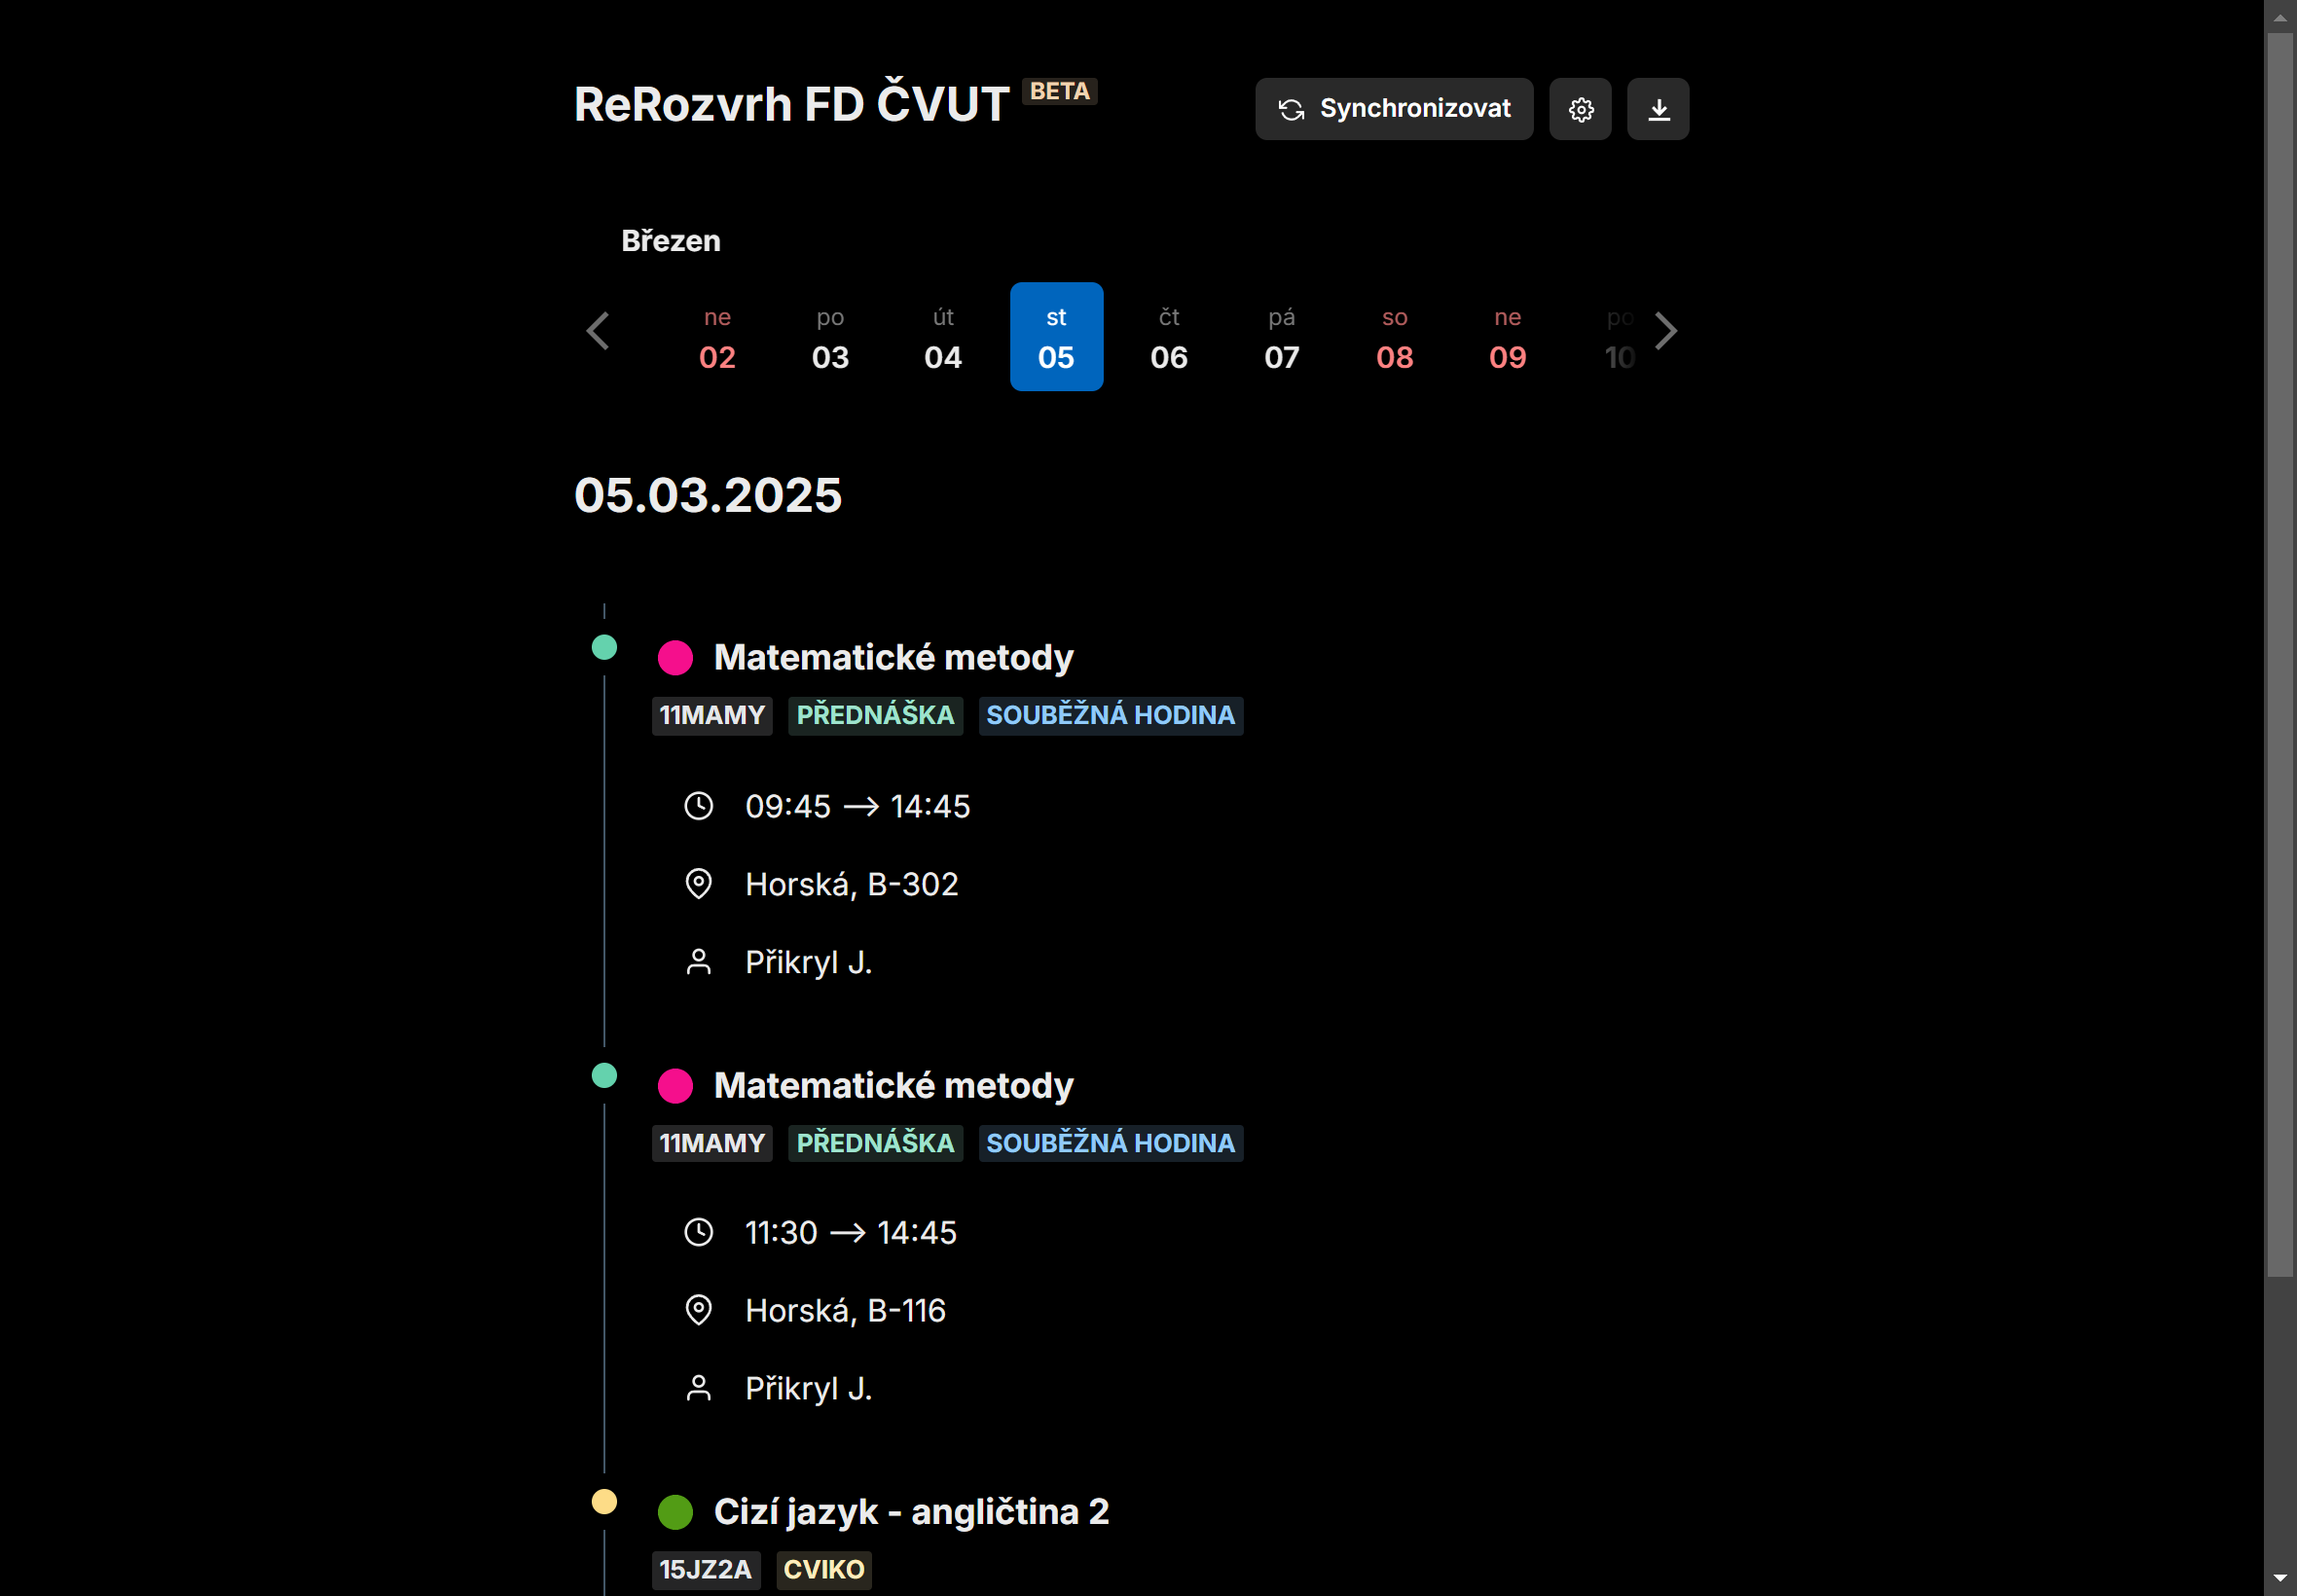 ReRozvrh FD ČVUT BETA
Synchronizovat
Březen
ne po út st čt pá so ne po
02 03 04 05 06 07 08 09 10
05.03.2025
Matematické metody
11MAMY PŘEDNÁŠKA SOUBĚŽNÁ HODINA
09:45 → 14:45
Horská, B-302
Přikryl J.
Matematické metody
11MAMY PŘEDNÁŠKA SOUBĚŽNÁ HODINA
11:30 → 14:45
Horská, B-116
Přikryl J.
Cizí jazyk - angličtina 2
15JZ2A CVIKO